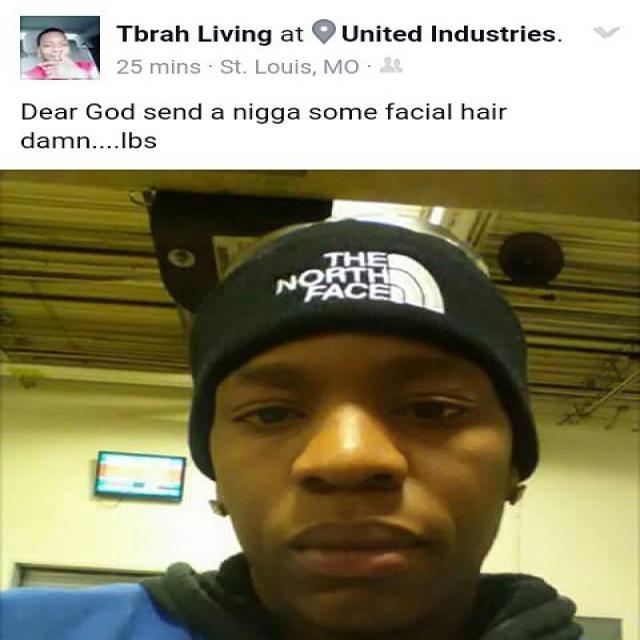 Tbrah Living at United Industries.
25 mins · St. Louis, MO ·
Dear God send a nigga some facial hair
damn....lbs
THE
NORTH
FACE